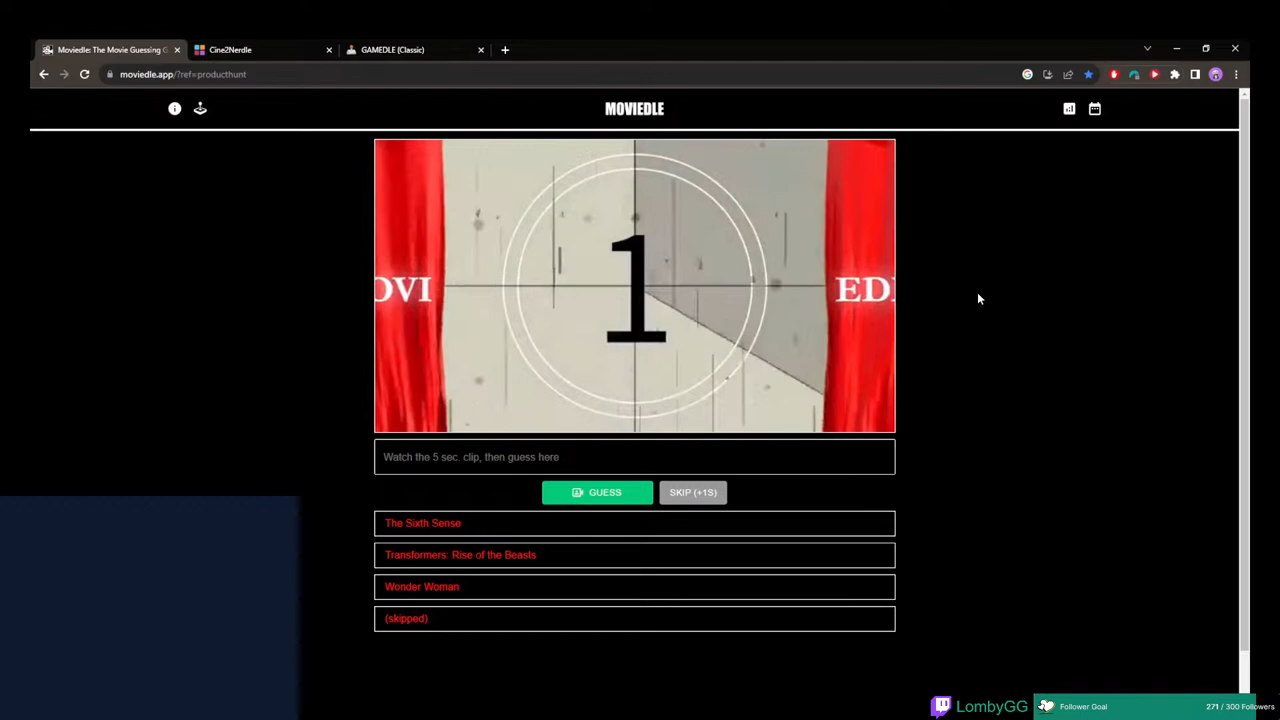 Moviedle: The Movie Guessing G
Cine2Nerdle
GAMEDLE (Classic)
moviedle.app/?ref=producthunt
MOVIEDLE
OVI
1
EDI
Watch the 5 sec. clip, then guess here
GUESS
SKIP (+1S)
The Sixth Sense
Transformers: Rise of the Beasts
Wonder Woman
(skipped)
LombyGG
Follower Goal
271 / 300 Followers